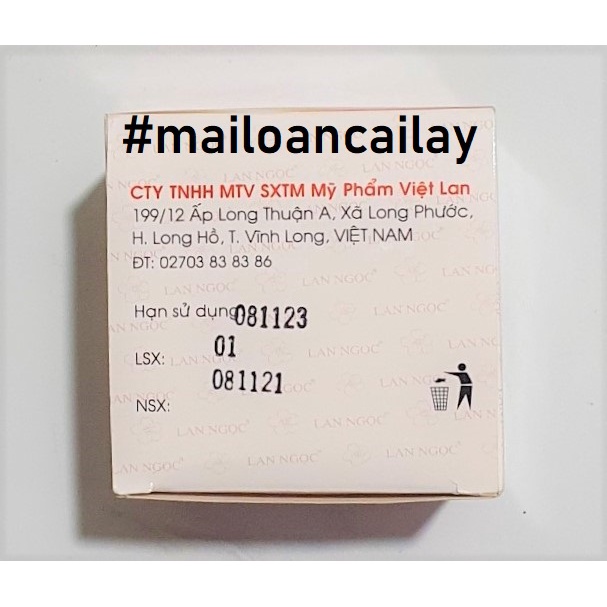 #mailoancailay
CTY TNHH MTV SXTM Mỹ Phẩm Việt Lan
199/12 Ấp Long Thuận A, Xã Long Phước,
H. Long Hồ, T. Vĩnh Long, VIỆT NAM
ĐT: 02703 83 83 86
Hạn sử dụng 081123
LSX: 01
NSX: 081121
LAN NGỌC